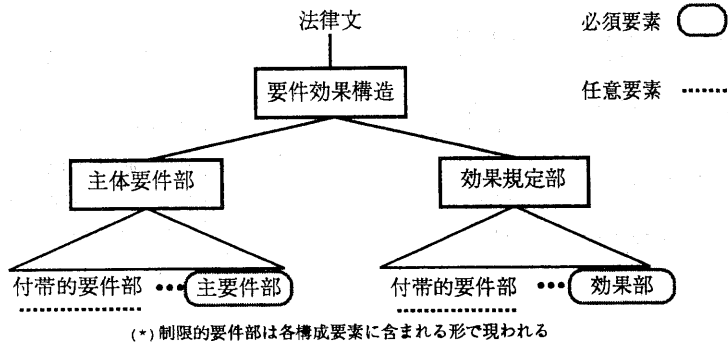 法律文
必須要素
要件効果構造
任意要素
主体要件部
効果規定部
付帯的要件部 ••• 主要件部
付帯的要件部 ••• 効果部
(*)制限的要件部は各構成要素に含まれる形で現われる